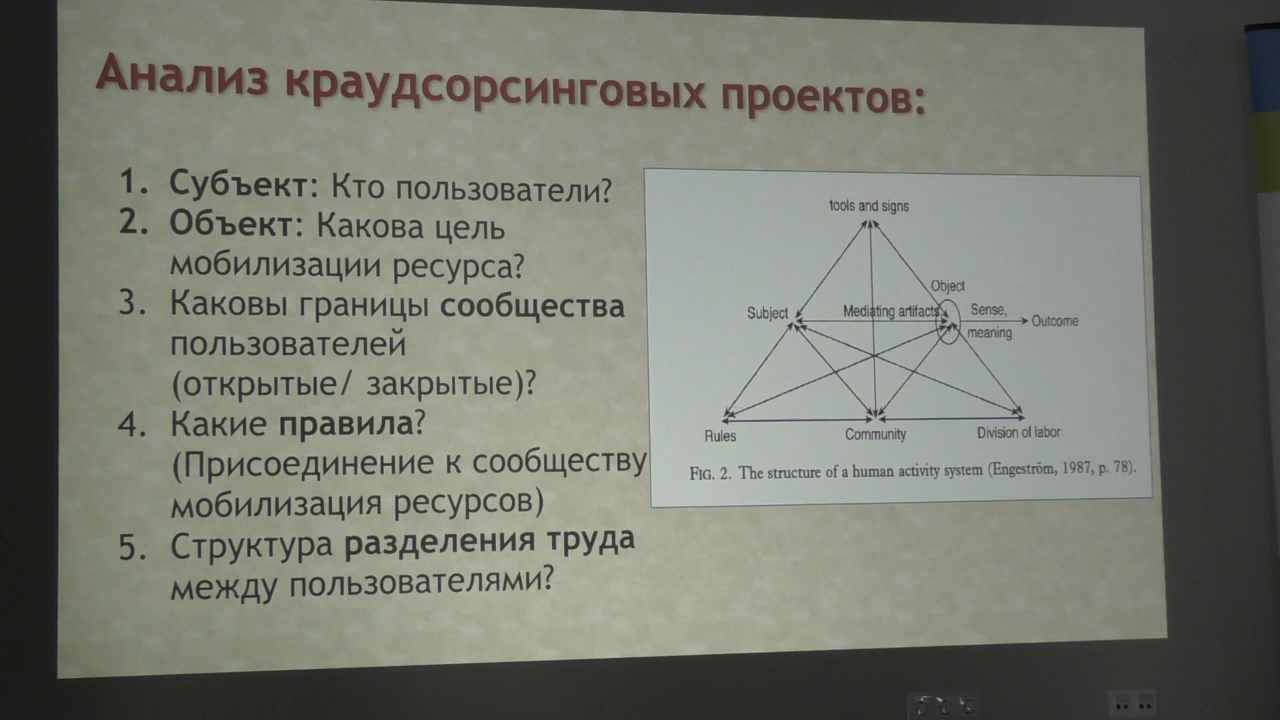 Анализ краудсорсинговых проектов:
1. Субъект: Кто пользователи?
2. Объект: Какова цель
мобилизации ресурса?
3. Каковы границы сообщества
пользователей
(открытые/ закрытые)?
4. Какие правила?
(Присоединение к сообществу
мобилизация ресурсов)
5. Структура разделения труда
между пользователями?
tools and signs
Object
Subject
Mediating artifacts
Sense,
meaning
Outcome
Rules
Community
Division of labor
FIG. 2. The structure of a human activity system (Engeström, 1987, p. 78).